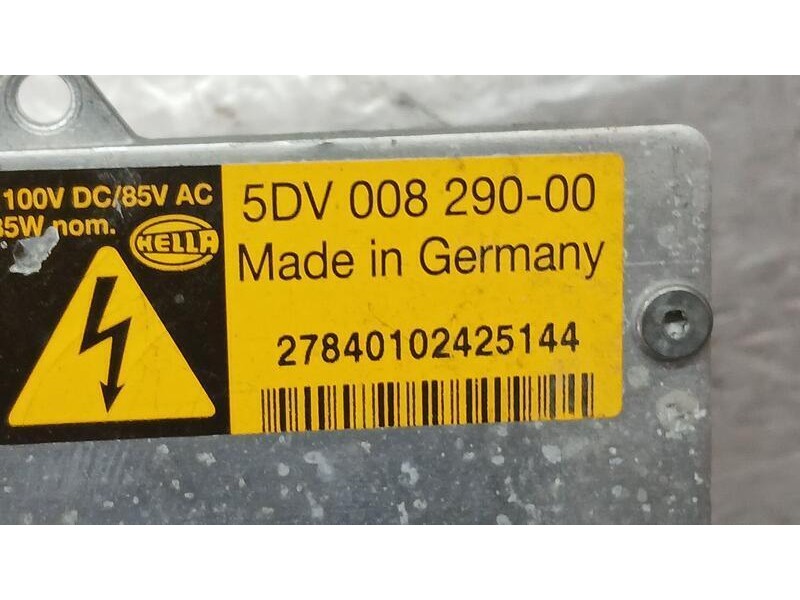 100V DC/85V AC
35W nom.
HELLA
5DV 008 290-00
Made in Germany
27840102425144